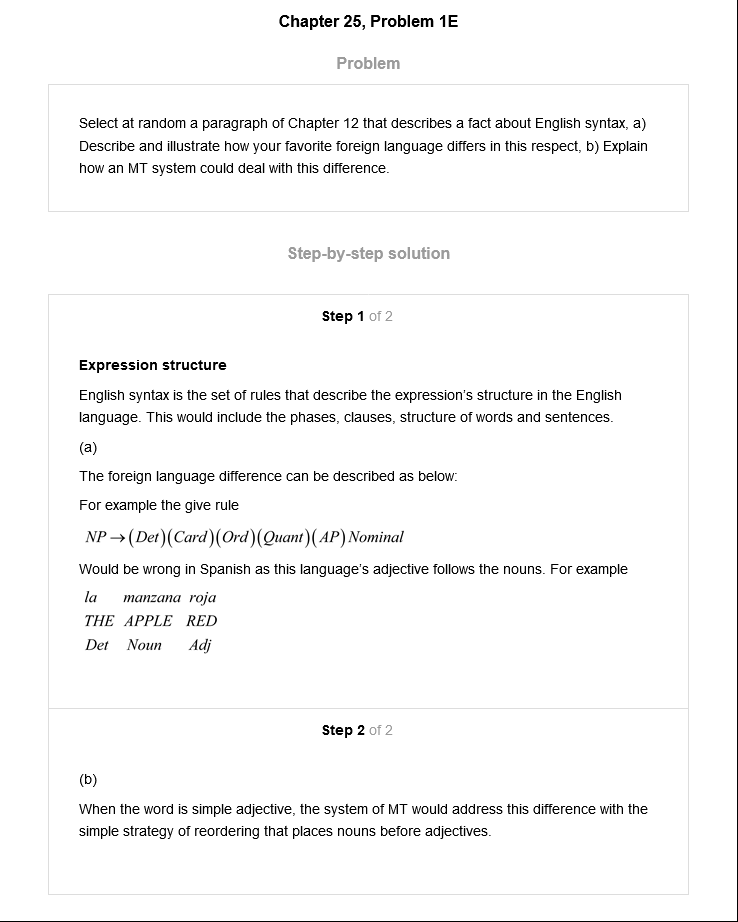 Chapter 25, Problem 1E
Problem
Select at random a paragraph of Chapter 12 that describes a fact about English syntax, a)
Describe and illustrate how your favorite foreign language differs in this respect, b) Explain
how an MT system could deal with this difference.
Step-by-step solution
Step 1 of 2
Expression structure
English syntax is the set of rules that describe the expression's structure in the English
language. This would include the phases, clauses, structure of words and sentences.
(a)
The foreign language difference can be described as below:
For example the give rule
NP → (Det)(Card)(Ord)(Quant)(AP) Nominal
Would be wrong in Spanish as this language's adjective follows the nouns. For example
la manzana roja
THE APPLE RED
Det Noun Adj
Step 2 of 2
(b)
When the word is simple adjective, the system of MT would address this difference with the
simple strategy of reordering that places nouns before adjectives.